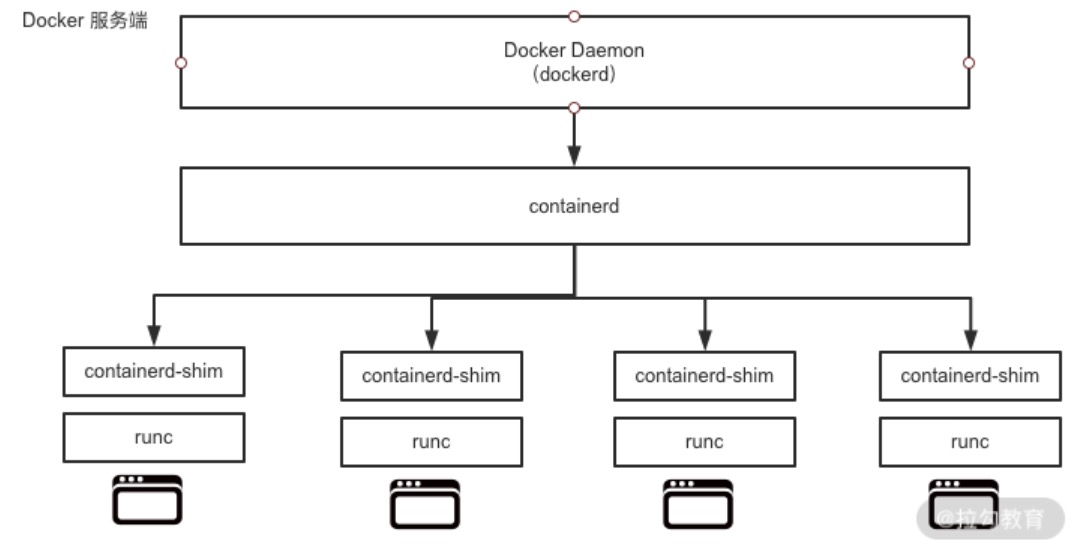 Docker 服务端
Docker Daemon
（dockerd）
containerd
containerd-shim
containerd-shim
containerd-shim
containerd-shim
runc
runc
runc
runc
@拉勾教育